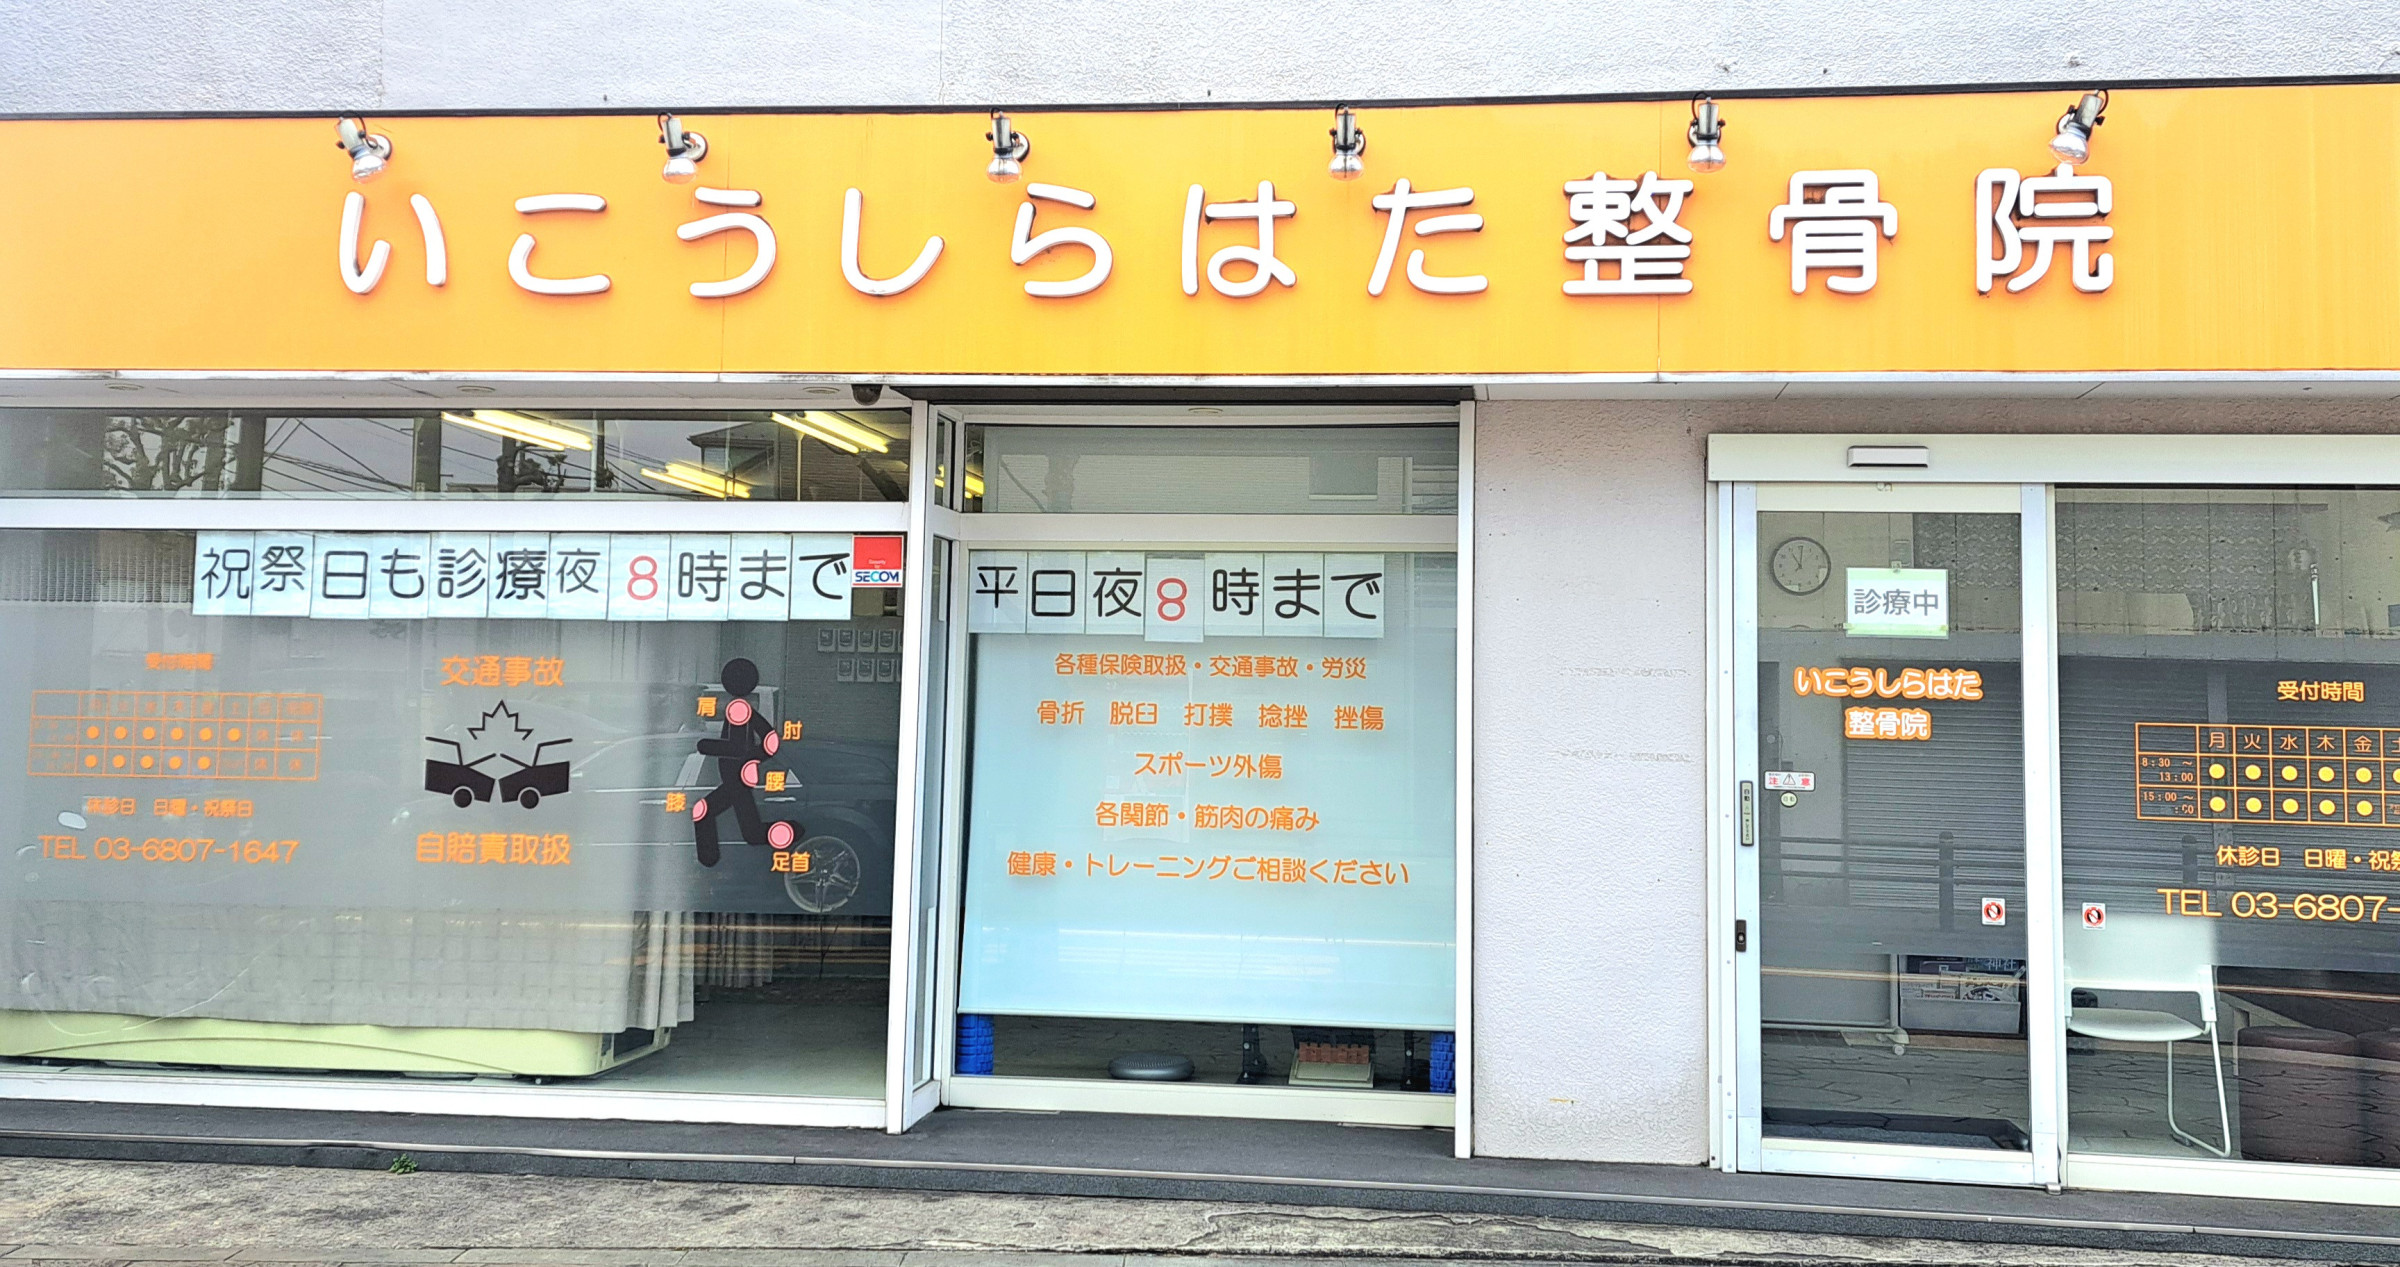 いこうしらはた整骨院
祝祭日も診療夜8時まで
SECOM
平日夜8時まで
受付時間
休診日 日曜・祝祭日
TEL 03-6807-1647
交通事故
自賠責取扱
肩
肘
腰
膝
足首
各種保険取扱・交通事故・労災
骨折 脱臼 打撲 捻挫 挫傷
スポーツ外傷
各関節・筋肉の痛み
健康・トレーニングご相談ください
診療中
いこうしらはた
整骨院
注 意
受付時間
月 火 水 木 金
8:30 ～
13:00
15:00 ～
休診日 日曜・祝
TEL 03-6807-